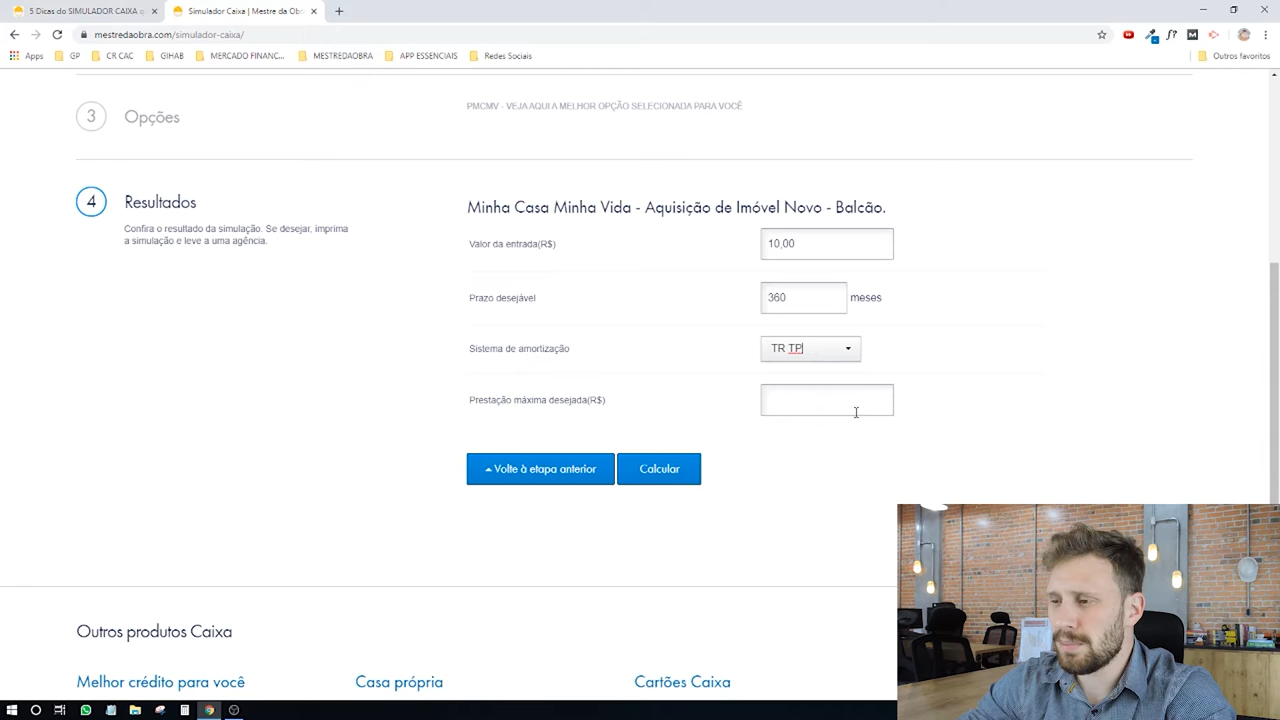 5 Dicas do SIMULADOR CAIXA q
Simulador Caixa | Mestre da Obr
mestredaobra.com/simulador-caixa/
Apps GP CR CAC GIHAB MERCADO FINANC... MESTREDAOBRA APP ESSENCIAIS Redes Sociais Outros favoritos
3 Opções
PMCMV - VEJA AQUI A MELHOR OPÇÃO SELECIONADA PARA VOCÊ
4 Resultados
Confira o resultado da simulação. Se desejar, imprima
a simulação e leve a uma agência.
Minha Casa Minha Vida - Aquisição de Imóvel Novo - Balcão.
Valor da entrada(R$) 10,00
Prazo desejável 360 meses
Sistema de amortização TR TP
Prestação máxima desejada(R$)
Volte à etapa anterior Calcular
Outros produtos Caixa
Melhor crédito para você Casa própria Cartões Caixa